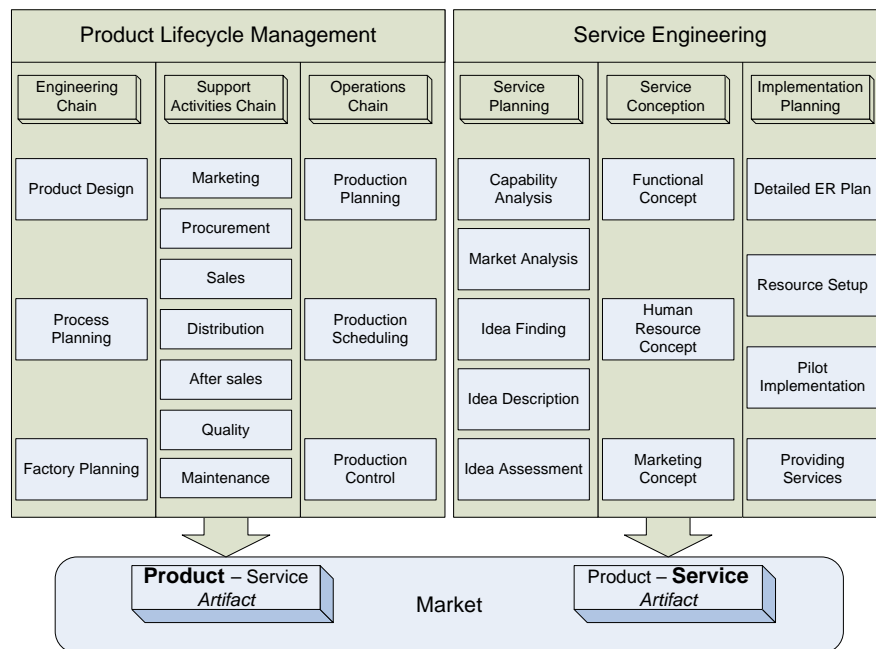 Product Lifecycle Management
Engineering
Chain
Support
Activities Chain
Operations
Chain
Product Design
Process
Planning
Factory Planning
Marketing
Procurement
Sales
Distribution
After sales
Quality
Maintenance
Production
Planning
Production
Scheduling
Production
Control
Service Engineering
Service
Planning
Service
Conception
Implementation
Planning
Capability
Analysis
Market Analysis
Idea Finding
Idea Description
Idea Assessment
Functional
Concept
Human
Resource
Concept
Marketing
Concept
Detailed ER Plan
Resource Setup
Pilot
Implementation
Providing
Services
Product – Service
Artifact
Market
Product – Service
Artifact